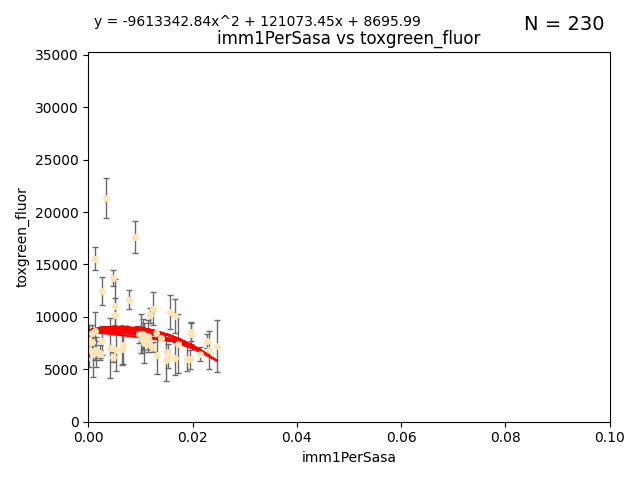 y = -9613342.84x^2 + 121073.45x + 8695.99
N = 230
imm1PerSasa vs toxgreen_fluor
35000
30000
25000
20000
15000
10000
5000
0
toxgreen_fluor
0.00 0.02 0.04 0.06 0.08 0.10
imm1PerSasa